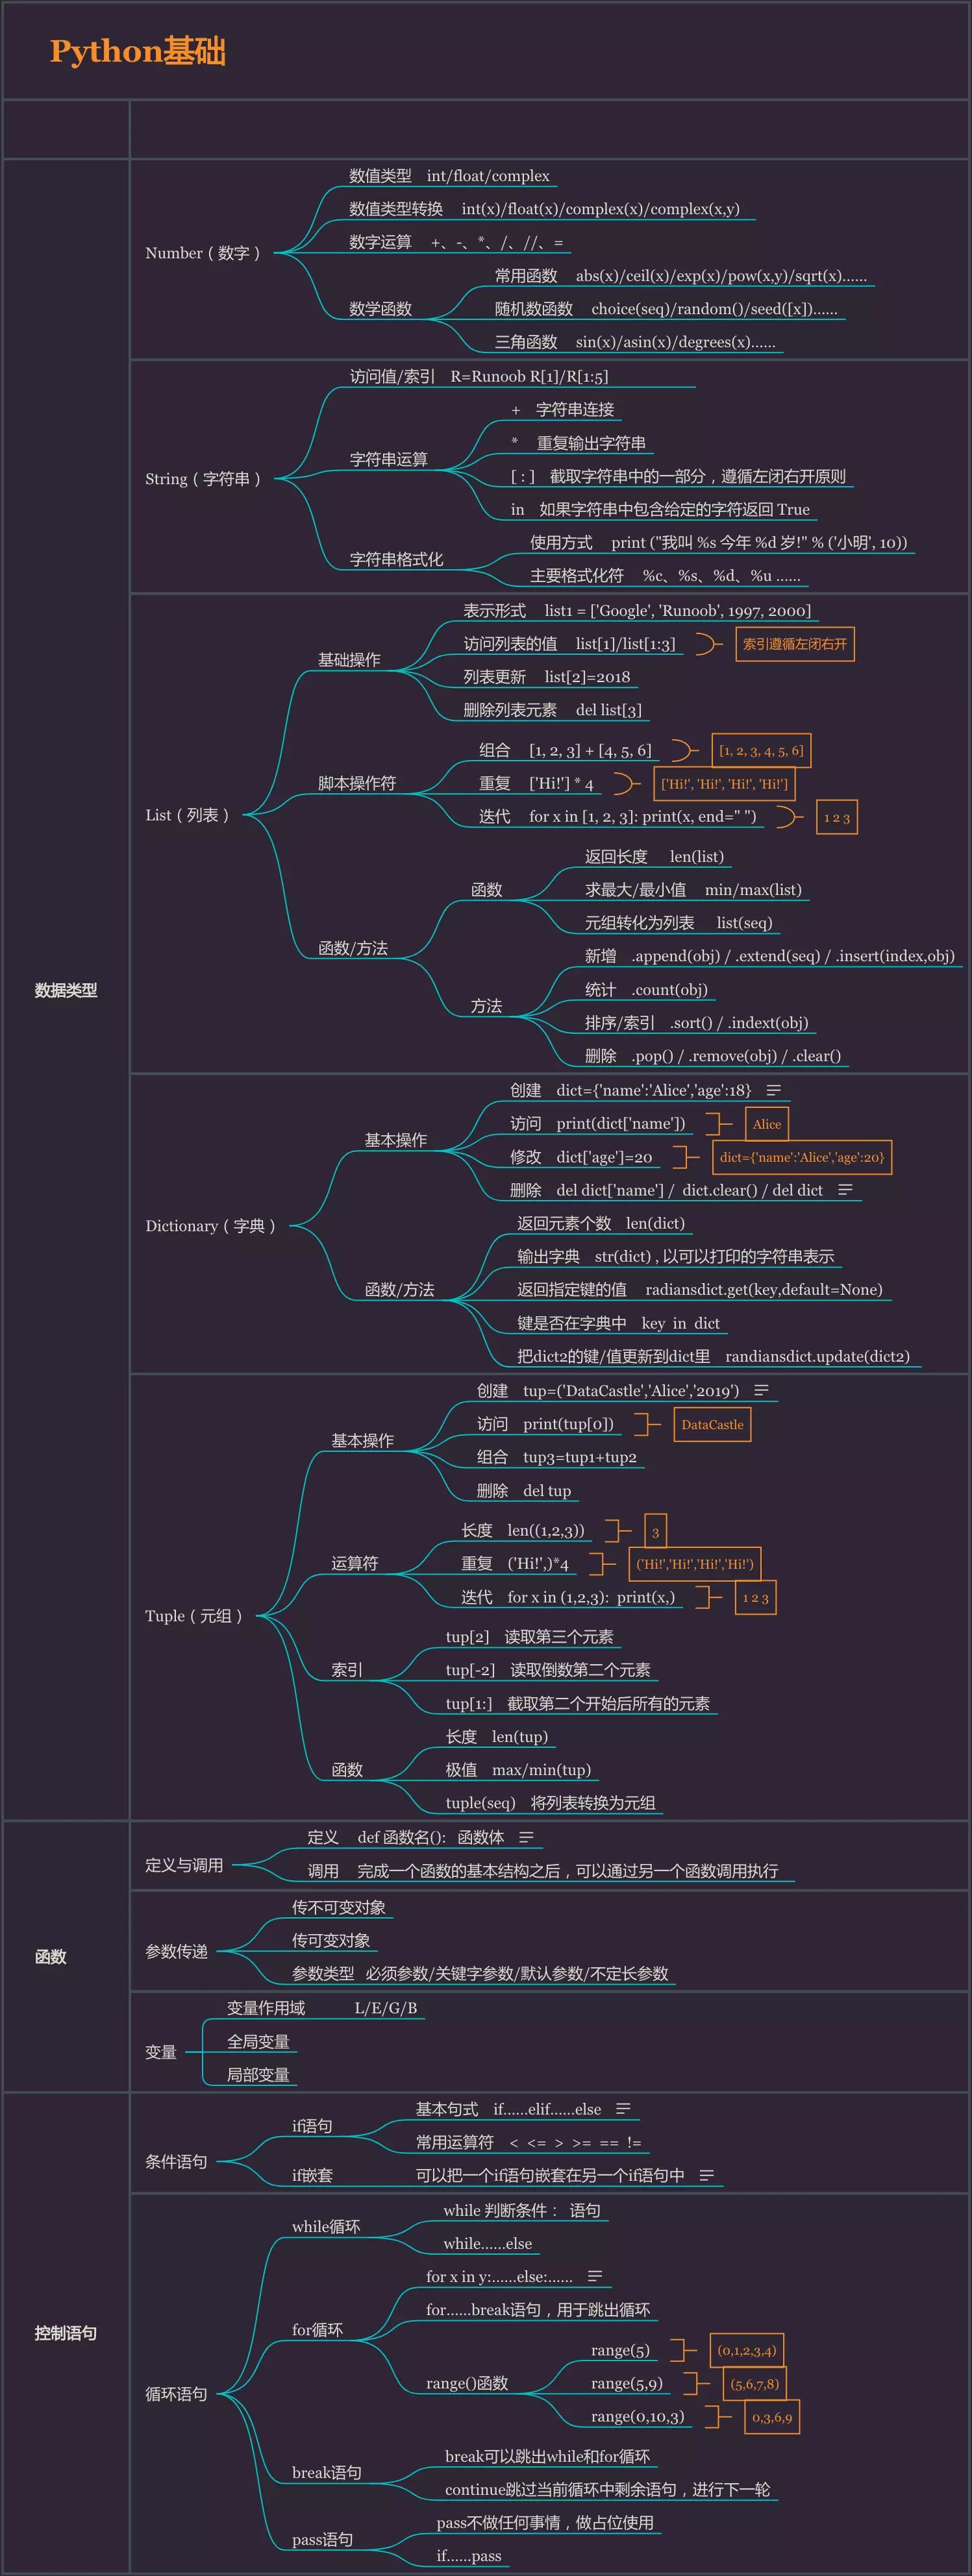 Python基础
数据类型
Number（数字）
数值类型 int/float/complex
数值类型转换 int(x)/float(x)/complex(x)/complex(x,y)
数字运算 +、-、*、/、//、=
数学函数
常用函数 abs(x)/ceil(x)/exp(x)/pow(x,y)/sqrt(x)......
随机数函数 choice(seq)/random()/seed([x])......
三角函数 sin(x)/asin(x)/degrees(x)......
String（字符串）
访问值/索引 R=Runoob R[1]/R[1:5]
字符串运算
+ 字符串连接
* 重复输出字符串
[ : ] 截取字符串中的一部分，遵循左闭右开原则
in 如果字符串中包含给定的字符返回 True
字符串格式化
使用方式 print ("我叫 %s 今年 %d 岁!" % ('小明', 10))
主要格式化符 %c、%s、%d、%u ......
List（列表）
基础操作
表示形式 list1 = ['Google', 'Runoob', 1997, 2000]
访问列表的值 list[1]/list[1:3] 索引遵循左闭右开
列表更新 list[2]=2018
删除列表元素 del list[3]
脚本操作符
组合 [1, 2, 3] + [4, 5, 6] [1, 2, 3, 4, 5, 6]
重复 ['Hi!'] * 4 ['Hi!', 'Hi!', 'Hi!', 'Hi!']
迭代 for x in [1, 2, 3]: print(x, end=" ") 1 2 3
函数/方法
函数
返回长度 len(list)
求最大/最小值 min/max(list)
元组转化为列表 list(seq)
方法
新增 .append(obj) / .extend(seq) / .insert(index,obj)
统计 .count(obj)
排序/索引 .sort() / .indext(obj)
删除 .pop() / .remove(obj) / .clear()
Dictionary（字典）
基本操作
创建 dict={'name':'Alice','age':18}
访问 print(dict['name']) Alice
修改 dict['age']=20 dict={'name':'Alice','age':20}
删除 del dict['name'] / dict.clear() / del dict
函数/方法
返回元素个数 len(dict)
输出字典 str(dict) , 以可以打印的字符串表示
返回指定键的值 radiansdict.get(key,default=None)
键是否在字典中 key in dict
把dict2的键/值更新到dict里 randiansdict.update(dict2)
Tuple（元组）
基本操作
创建 tup=('DataCastle','Alice','2019')
访问 print(tup[0]) DataCastle
组合 tup3=tup1+tup2
删除 del tup
运算符
长度 len((1,2,3)) 3
重复 ('Hi!',)*4 ('Hi!','Hi!','Hi!','Hi!')
迭代 for x in (1,2,3): print(x,) 1 2 3
索引
tup[2] 读取第三个元素
tup[-2] 读取倒数第二个元素
tup[1:] 截取第二个开始后所有的元素
函数
长度 len(tup)
极值 max/min(tup)
tuple(seq) 将列表转换为元组
函数
定义与调用
定义 def 函数名(): 函数体
调用 完成一个函数的基本结构之后，可以通过另一个函数调用执行
参数传递
传不可变对象
传可变对象
参数类型 必须参数/关键字参数/默认参数/不定长参数
变量
变量作用域 L/E/G/B
全局变量
局部变量
控制语句
条件语句
if语句
基本句式 if......elif......else
常用运算符 < <= > >= == !=
if嵌套 可以把一个if语句嵌套在另一个if语句中
循环语句
while循环
while 判断条件： 语句
while......else
for循环
for x in y:......else:......
for......break语句，用于跳出循环
range()函数
range(5) (0,1,2,3,4)
range(5,9) (5,6,7,8)
range(0,10,3) 0,3,6,9
break语句
break可以跳出while和for循环
continue跳过当前循环中剩余语句，进行下一轮
pass语句
pass不做任何事情，做占位使用
if......pass